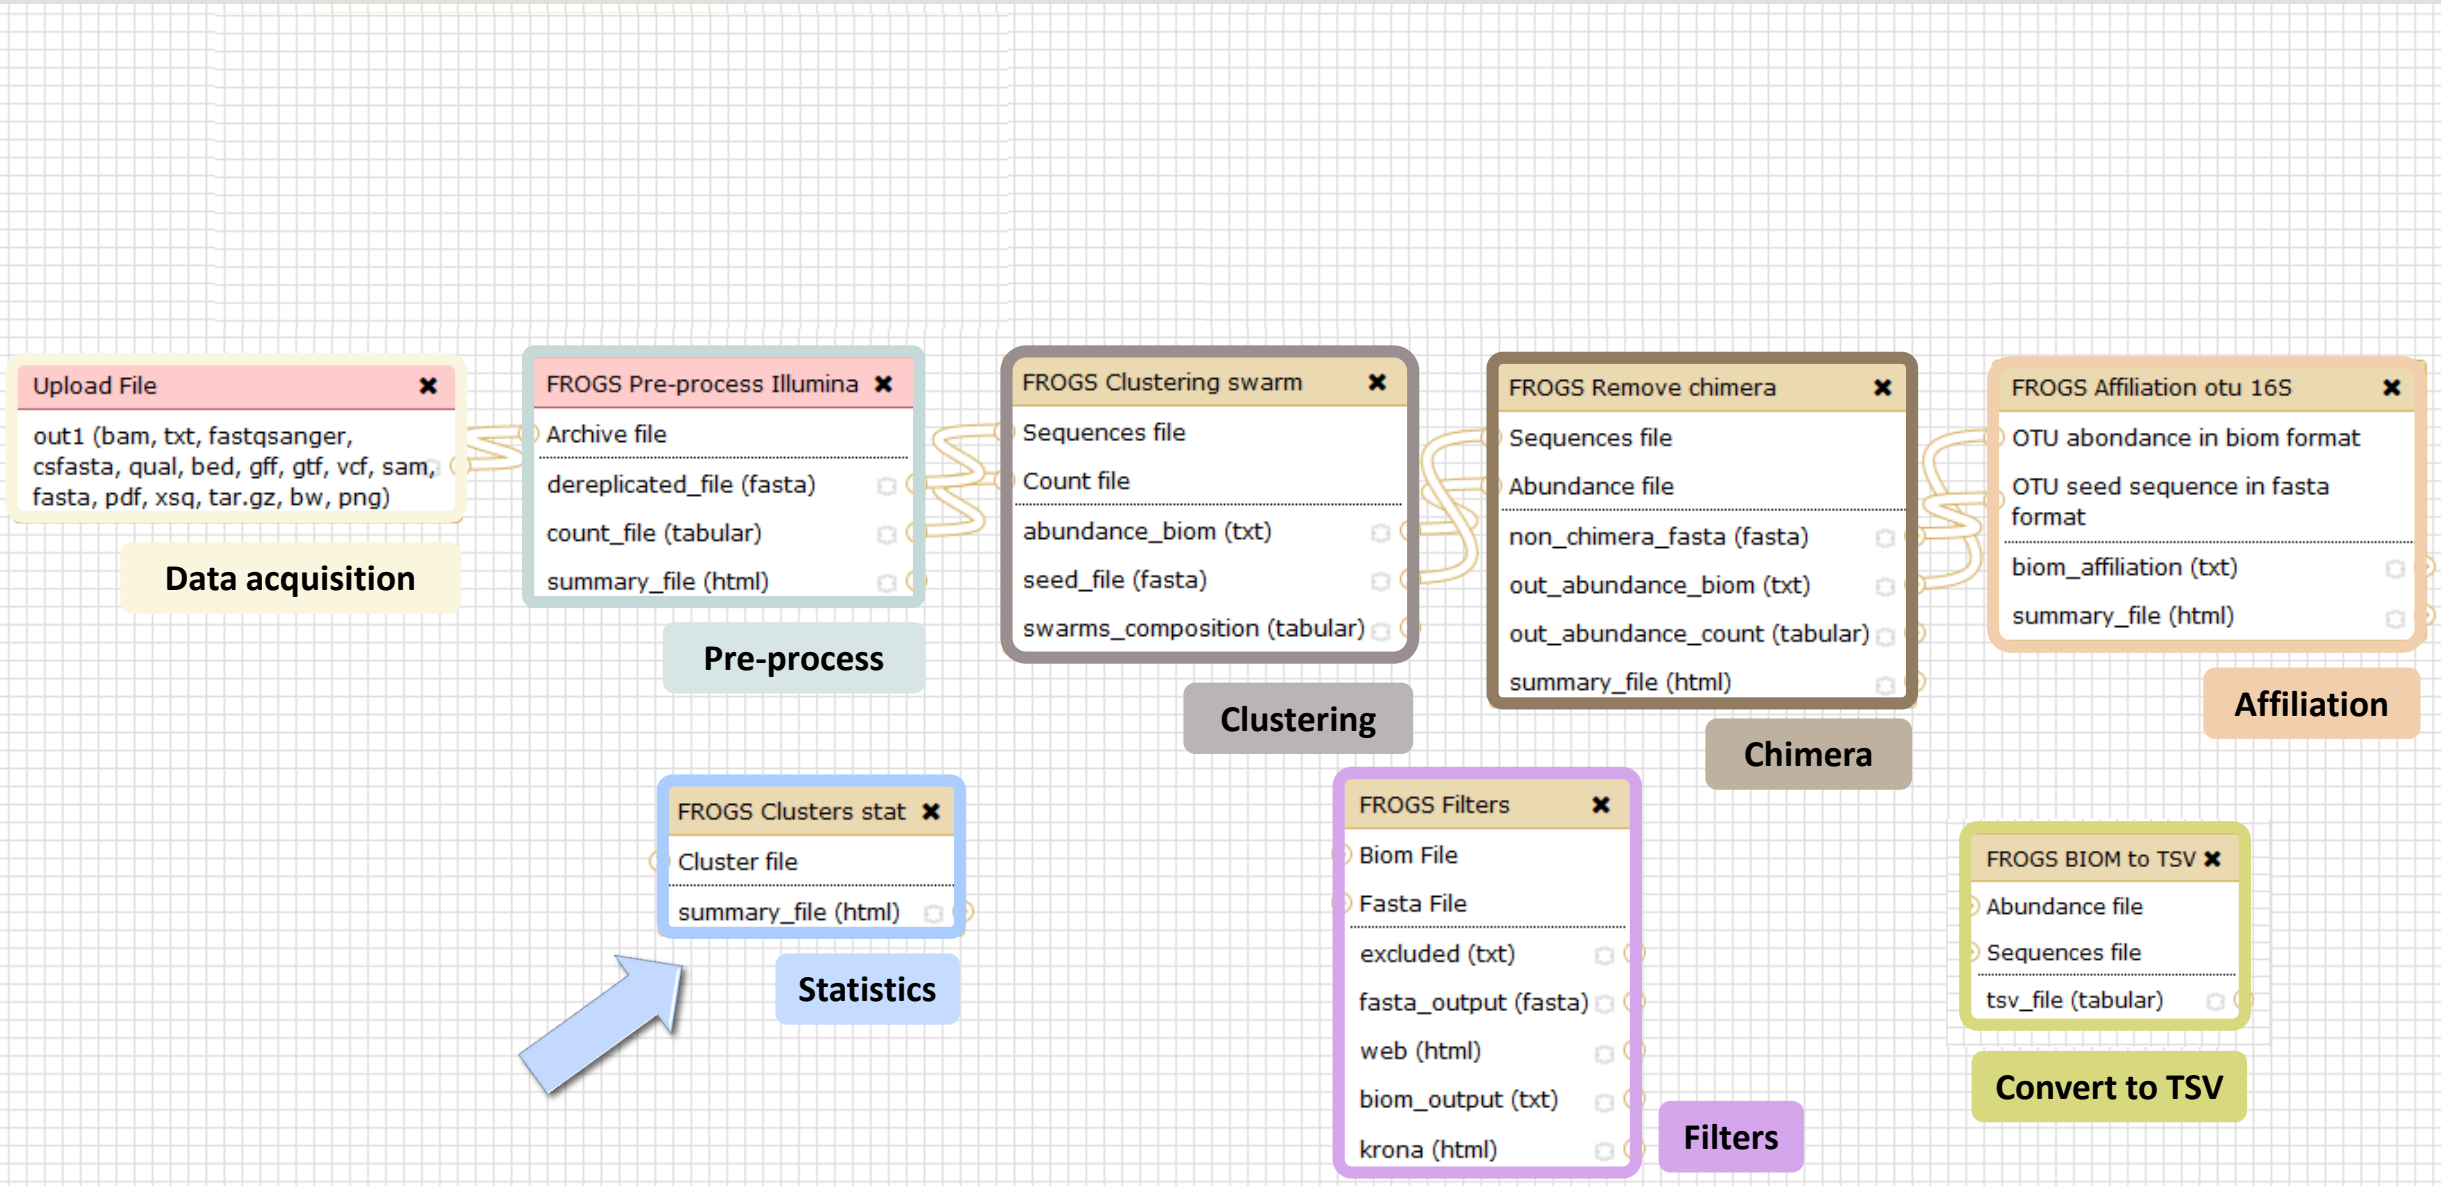 Upload File
out1 (bam, txt, fastqsanger,
csfasta, qual, bed, gff, gtf, vcf, sam,
fasta, pdf, xsq, tar.gz, bw, png)
Data acquisition
FROGS Pre-process Illumina
Archive file
dereplicated_file (fasta)
count_file (tabular)
summary_file (html)
Pre-process
FROGS Clustering swarm
Sequences file
Count file
abundance_biom (txt)
seed_file (fasta)
swarms_composition (tabular)
Clustering
FROGS Remove chimera
Sequences file
Abundance file
non_chimera_fasta (fasta)
out_abundance_biom (txt)
out_abundance_count (tabular)
summary_file (html)
Chimera
FROGS Affiliation otu 16S
OTU abondance in biom format
OTU seed sequence in fasta
format
biom_affiliation (txt)
summary_file (html)
Affiliation
FROGS Clusters stat
Cluster file
summary_file (html)
Statistics
FROGS Filters
Biom File
Fasta File
excluded (txt)
fasta_output (fasta)
web (html)
biom_output (txt)
krona (html)
Filters
FROGS BIOM to TSV
Abundance file
Sequences file
tsv_file (tabular)
Convert to TSV